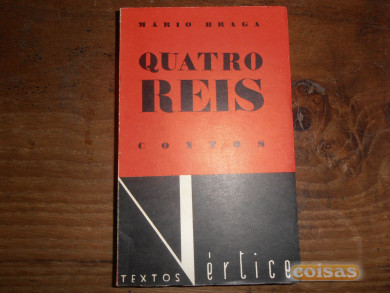 MÁRIO BRAGA
QUATRO
REIS
CONTOS
TEXTOS Vértice
coisas